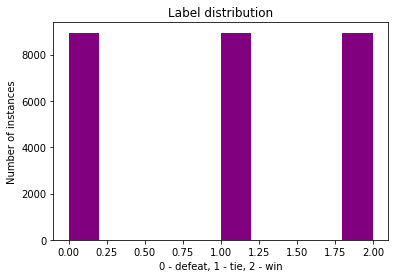 Label distribution
Number of instances
8000
6000
4000
2000
0
0.00 0.25 0.50 0.75 1.00 1.25 1.50 1.75 2.00
0 - defeat, 1 - tie, 2 - win